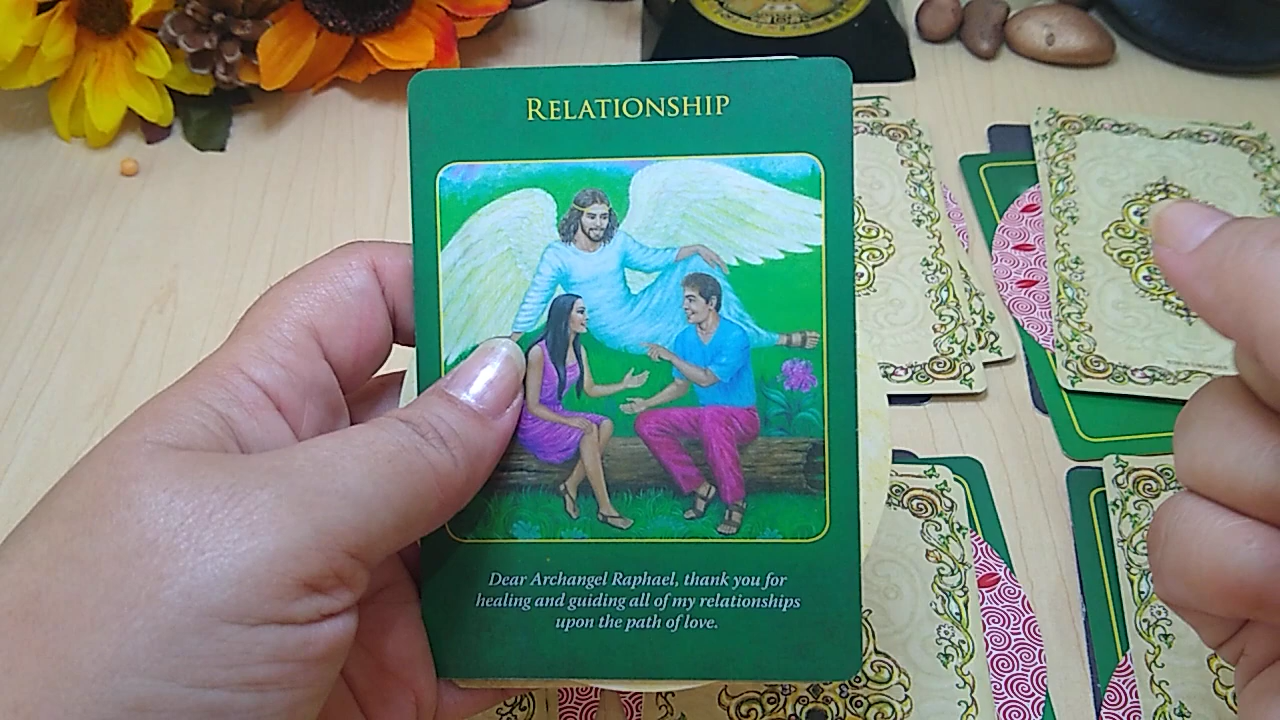 RELATIONSHIP
Dear Archangel Raphael, thank you for
healing and guiding all of my relationships
upon the path of love.